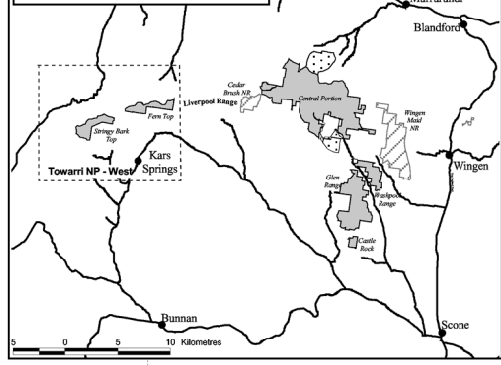 Blandford
Cedar
Brush NR
Central Portion
Liverpool Range
Fern Top
Stringy Bark
Top
Wingen
Maid
NR
Kars
Springs
Towarri NP - West
Wingen
Glen
Range
Washpool
Range
Castle
Rock
Bunnan
Scone
5 0 5 10 Kilometres